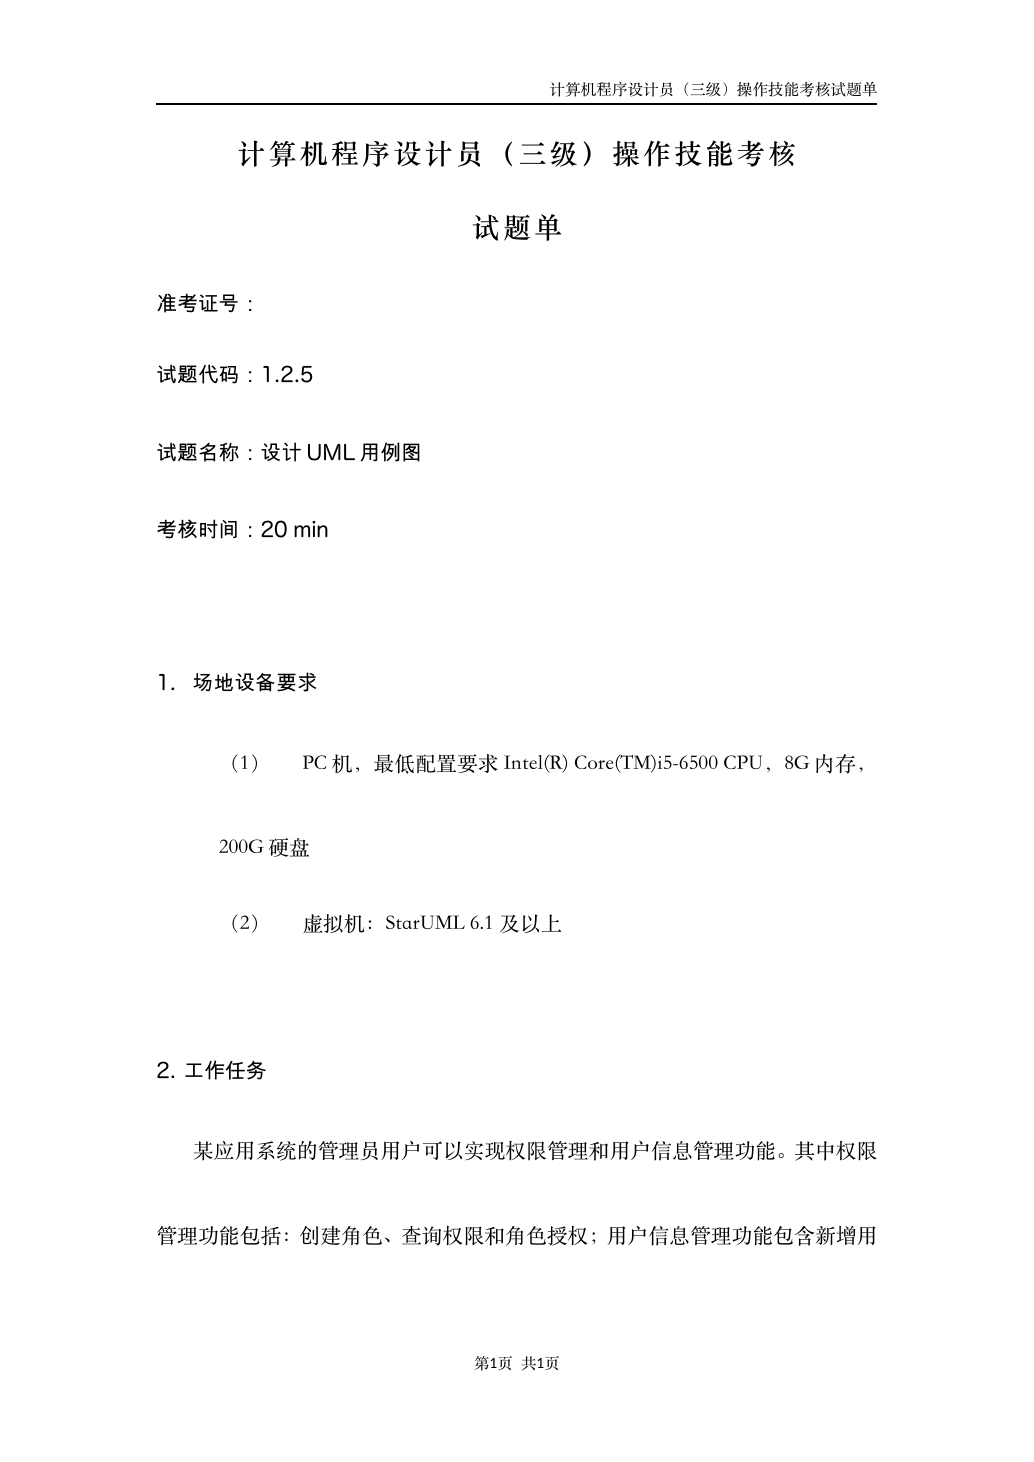 计算机程序设计员（三级）操作技能考核试题单
计算机程序设计员（三级）操作技能考核
试题单
准考证号：
试题代码：1.2.5
试题名称：设计 UML 用例图
考核时间：20 min
1. 场地设备要求
（1） PC 机，最低配置要求 Intel(R) Core(TM)i5-6500 CPU，8G 内存，
200G 硬盘
（2） 虚拟机：StarUML 6.1 及以上
2. 工作任务
某应用系统的管理员用户可以实现权限管理和用户信息管理功能。其中权限
管理功能包括：创建角色、查询权限和角色授权；用户信息管理功能包含新增用
第1页 共1页